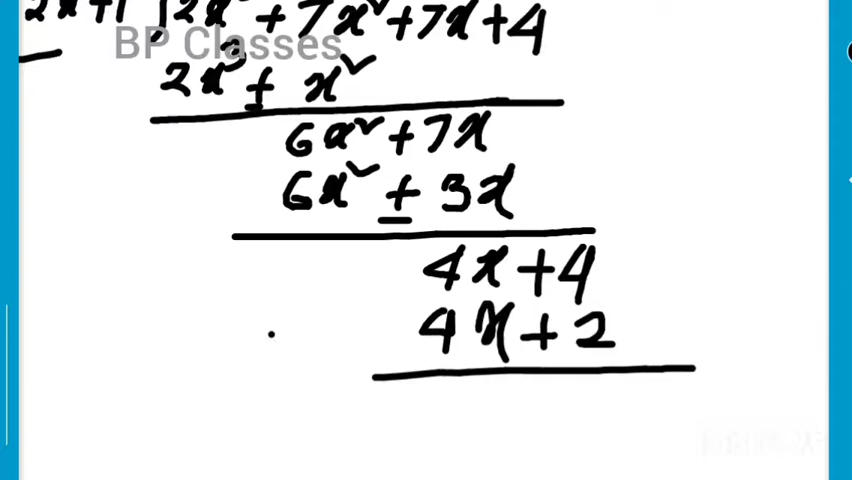 2x+1 2x³ + 7x² + 7x + 4
BP Classes
2x³ ± x²
6x² + 7x
6x² ± 3x
4x + 4
4x + 2